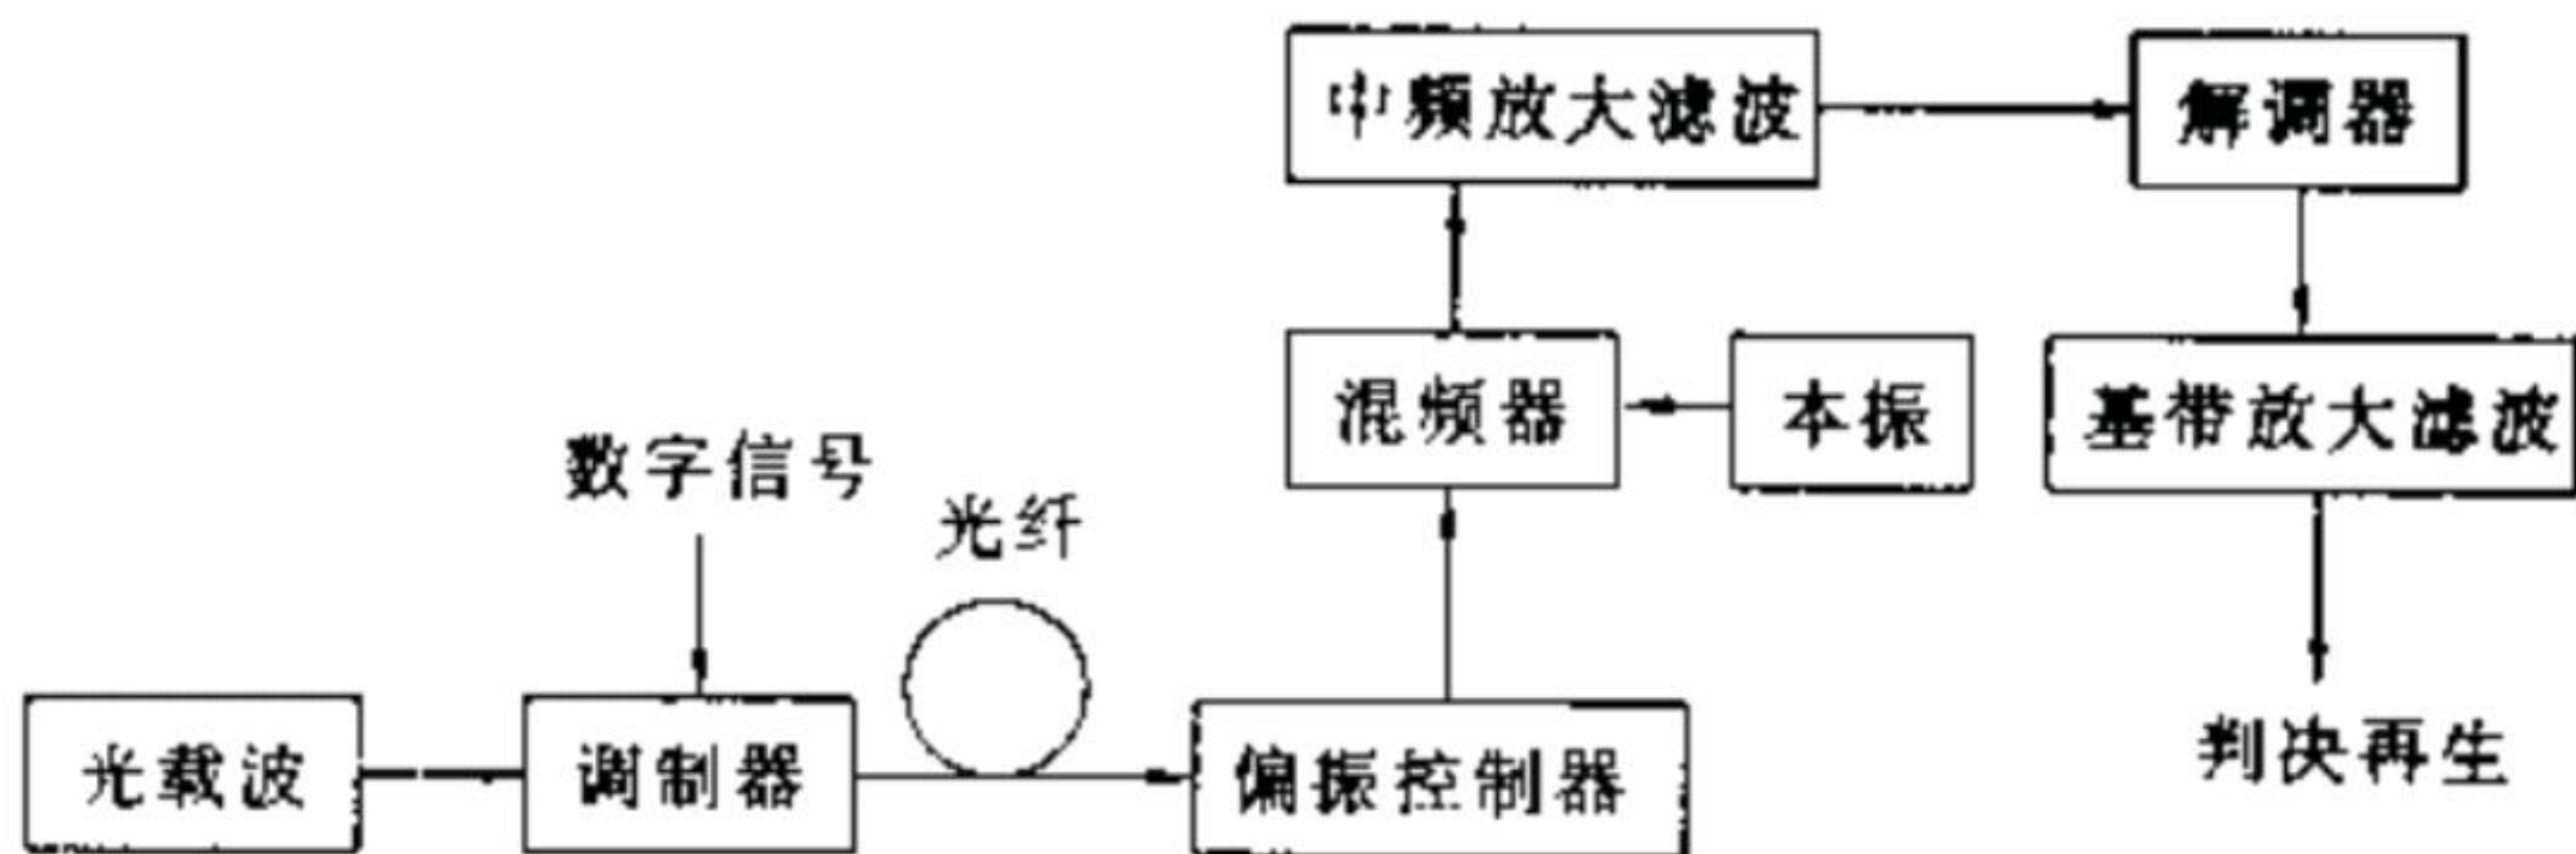 中频放大滤波
解调器
混频器
本振
基带放大滤波
数字信号
光纤
光载波
调制器
偏振控制器
判决再生